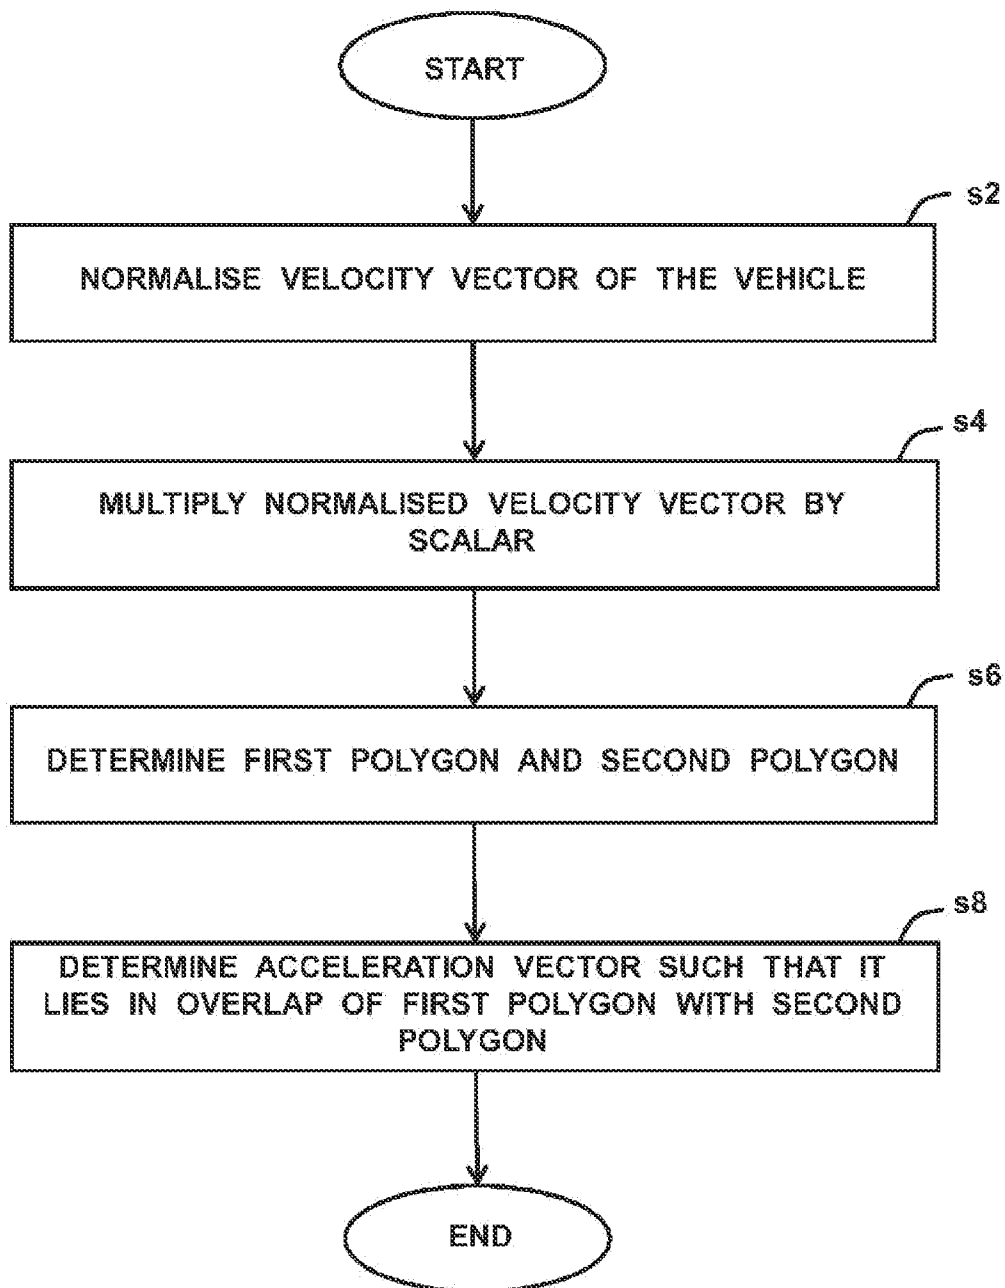 START
s2
NORMALISE VELOCITY VECTOR OF THE VEHICLE
s4
MULTIPLY NORMALISED VELOCITY VECTOR BY
SCALAR
s6
DETERMINE FIRST POLYGON AND SECOND POLYGON
s8
DETERMINE ACCELERATION VECTOR SUCH THAT IT
LIES IN OVERLAP OF FIRST POLYGON WITH SECOND
POLYGON
END